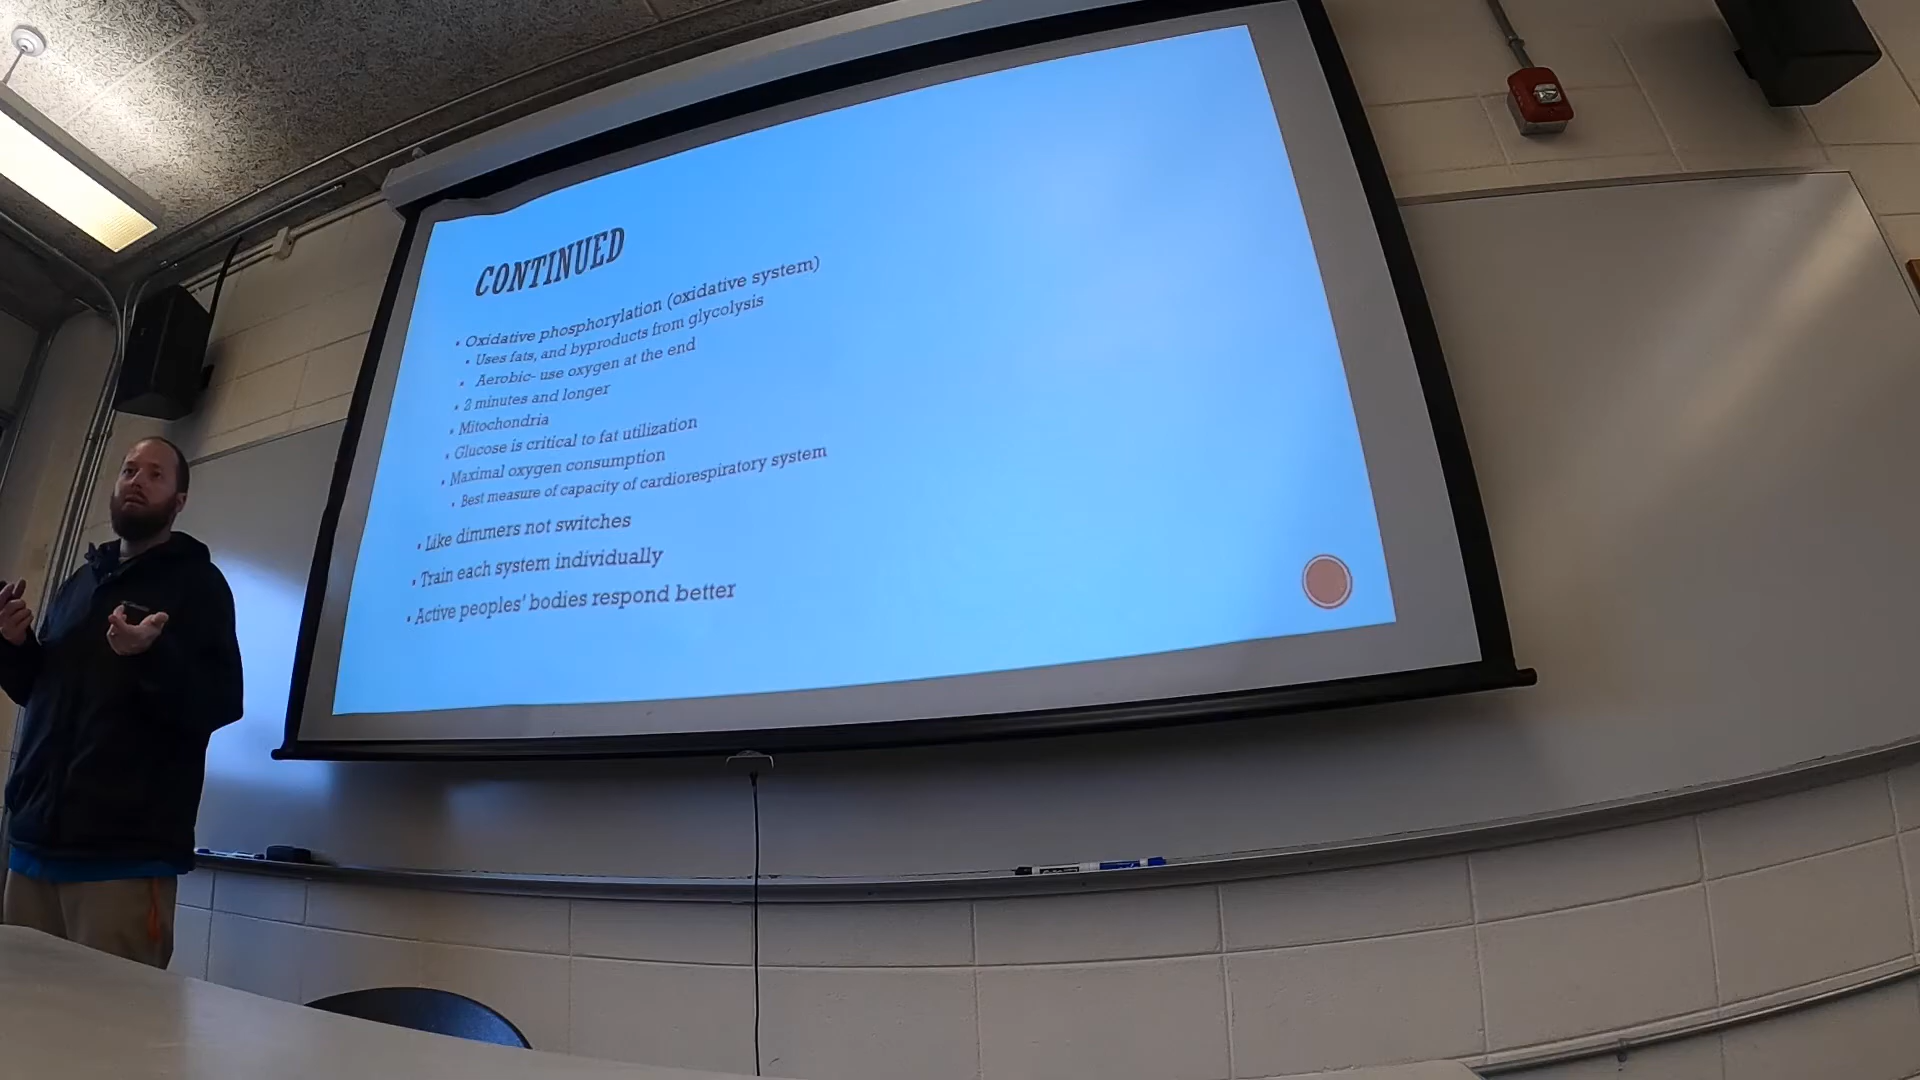 CONTINUED
• Oxidative phosphorylation (oxidative system)
• Uses fats, and byproducts from glycolysis
• Aerobic- use oxygen at the end
• 2 minutes and longer
• Mitochondria
• Glucose is critical to fat utilization
• Maximal oxygen consumption
• Best measure of capacity of cardiorespiratory system
• Like dimmers not switches
• Train each system individually
• Active peoples' bodies respond better